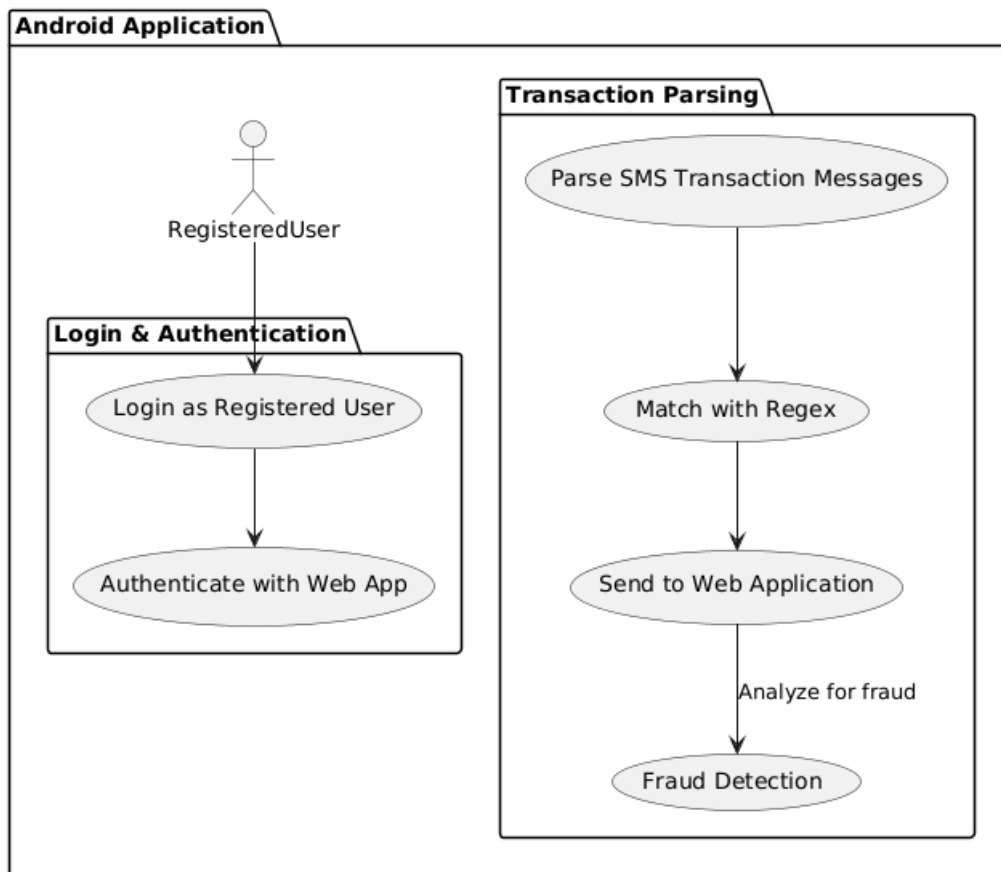 Android Application
Transaction Parsing
Parse SMS Transaction Messages
RegisteredUser
Login & Authentication
Login as Registered User
Match with Regex
Authenticate with Web App
Send to Web Application
Analyze for fraud
Fraud Detection